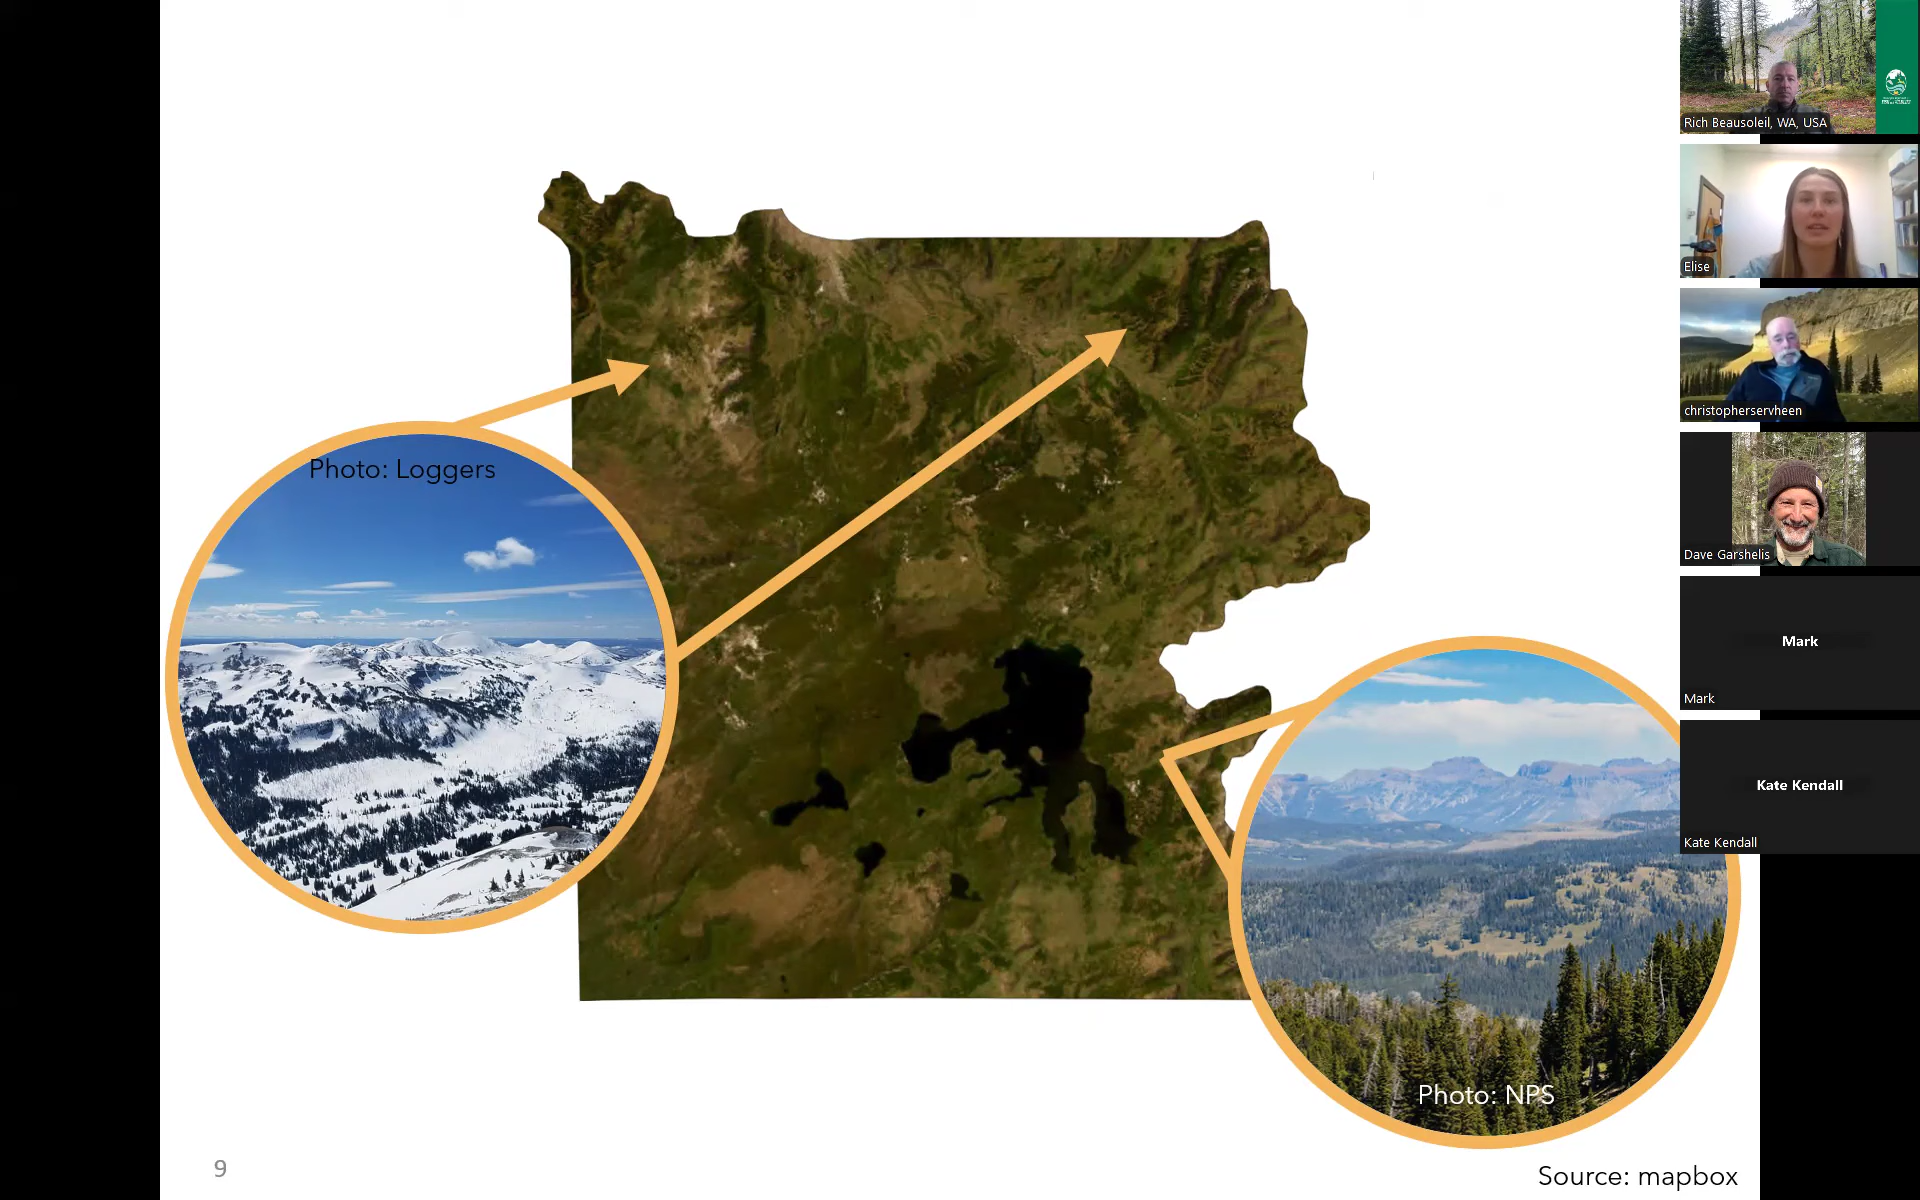 Photo: Loggers
Photo: NPS
9
Source: mapbox
Rich Beausoleil, WA, USA
Elise
christopherservheen
Dave Garshelis
Mark
Mark
Kate Kendall
Kate Kendall